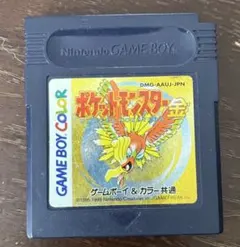 Nintendo GAME BOY
DMG-AAUJ-JPN
ポケットモンスター
金
GAME BOY COLOR
ゲームボーイ&カラー共通